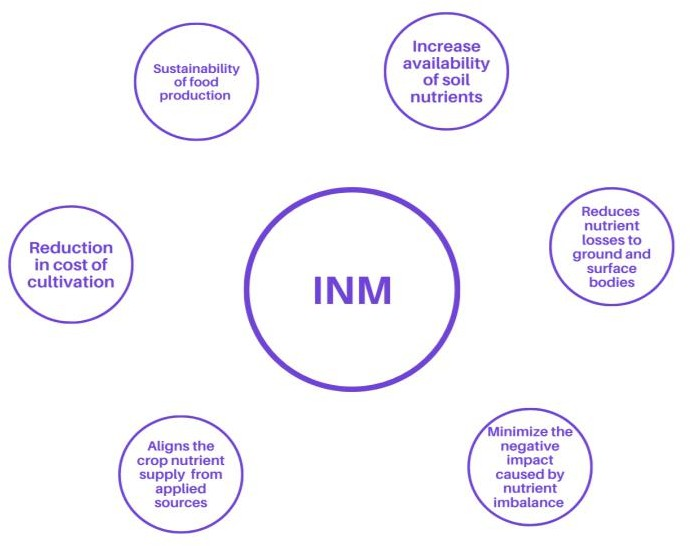 Sustainability
of food
production
Increase
availability
of soil
nutrients
Reduction
in cost of
cultivation
INM
Reduces
nutrient
losses to
ground and
surface
bodies
Aligns the
crop nutrient
supply from
applied
sources
Minimize the
negative
impact
caused by
nutrient
imbalance